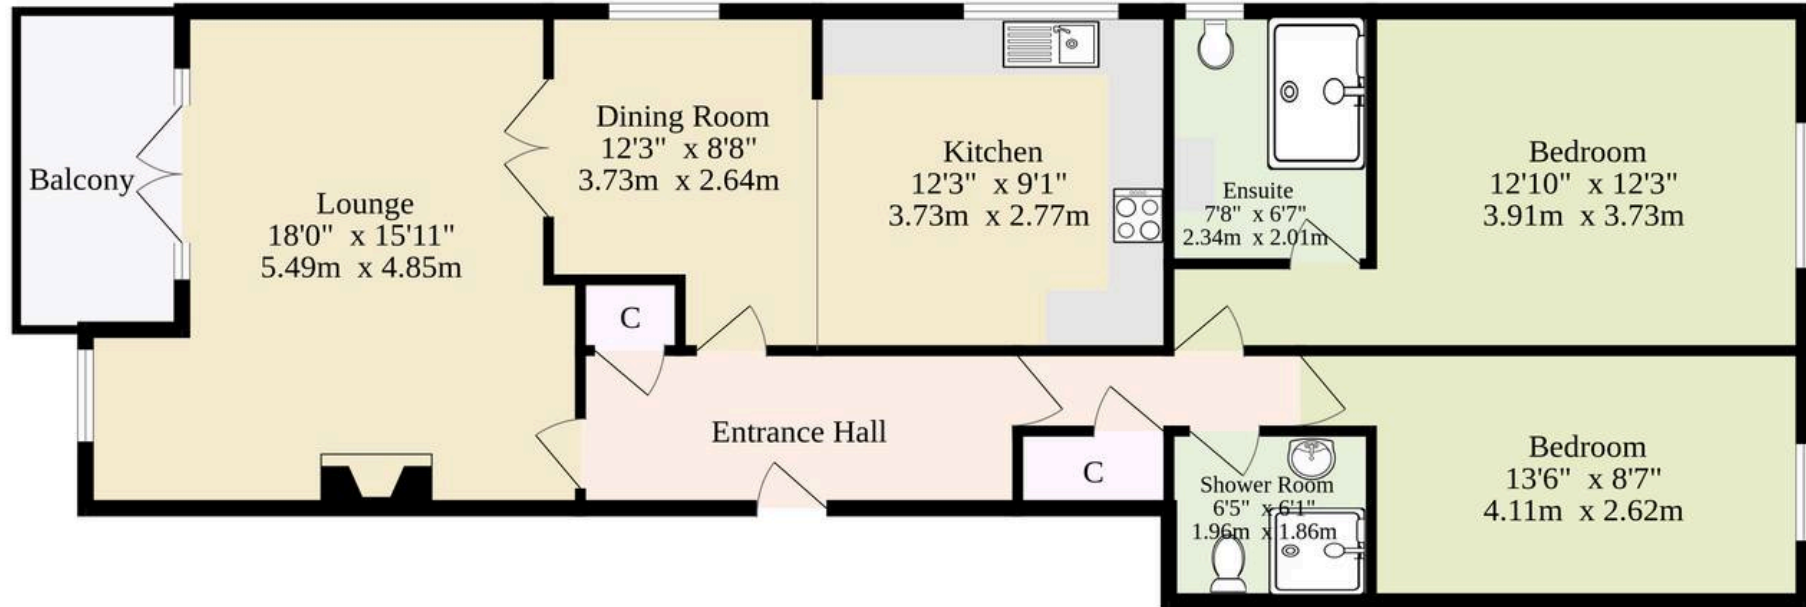 Balcony
Lounge
18'0" x 15'11"
5.49m x 4.85m
Dining Room
12'3" x 8'8"
3.73m x 2.64m
C
Kitchen
12'3" x 9'1"
3.73m x 2.77m
Ensuite
7'8" x 6'7"
2.34m x 2.01m
Bedroom
12'10" x 12'3"
3.91m x 3.73m
Entrance Hall
C
Shower Room
6'5" x 6'1"
1.96m x 1.86m
Bedroom
13'6" x 8'7"
4.11m x 2.62m